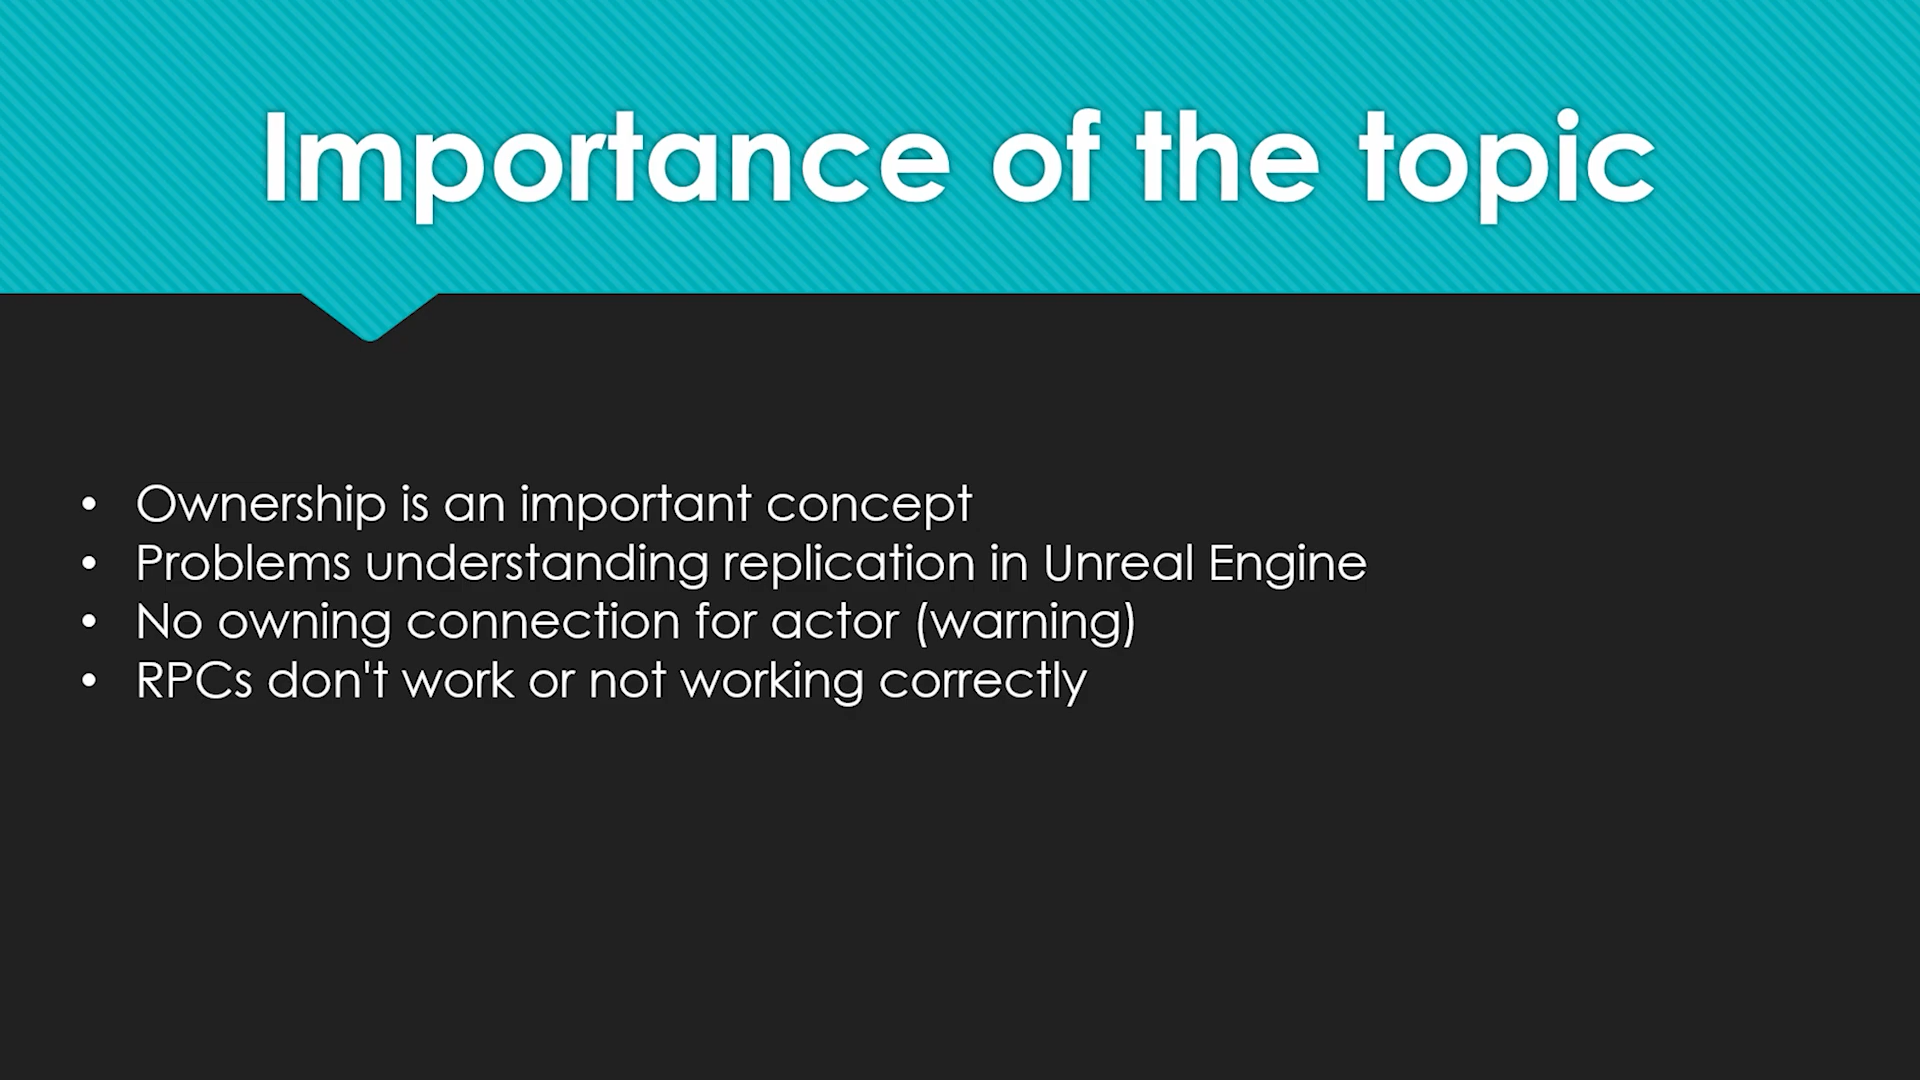 Importance of the topic
• Ownership is an important concept
• Problems understanding replication in Unreal Engine
• No owning connection for actor (warning)
• RPCs don't work or not working correctly